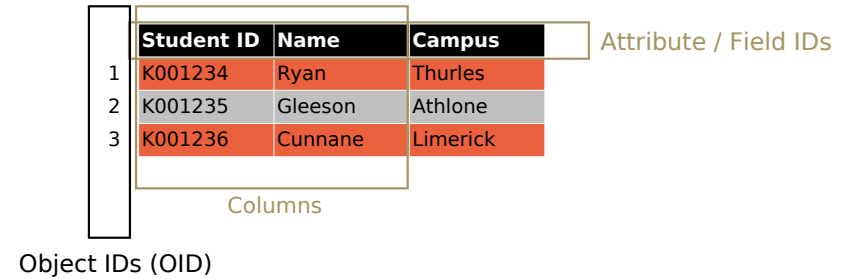 Student ID Name Campus Attribute / Field IDs
1 K001234 Ryan Thurles
2 K001235 Gleeson Athlone
3 K001236 Cunnane Limerick
Columns
Object IDs (OID)